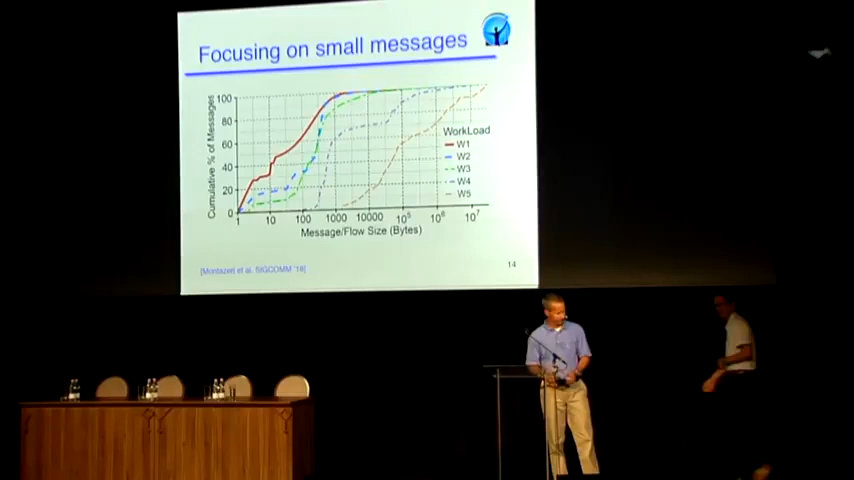 Focusing on small messages
Cumulative % of Messages
100
80
60
40
20
0
1 10 100 1000 10000 10⁵ 10⁶ 10⁷
Message/Flow Size (Bytes)
WorkLoad
W1
W2
W3
W4
W5
[Montazeri et al. SIGCOMM '18]
14